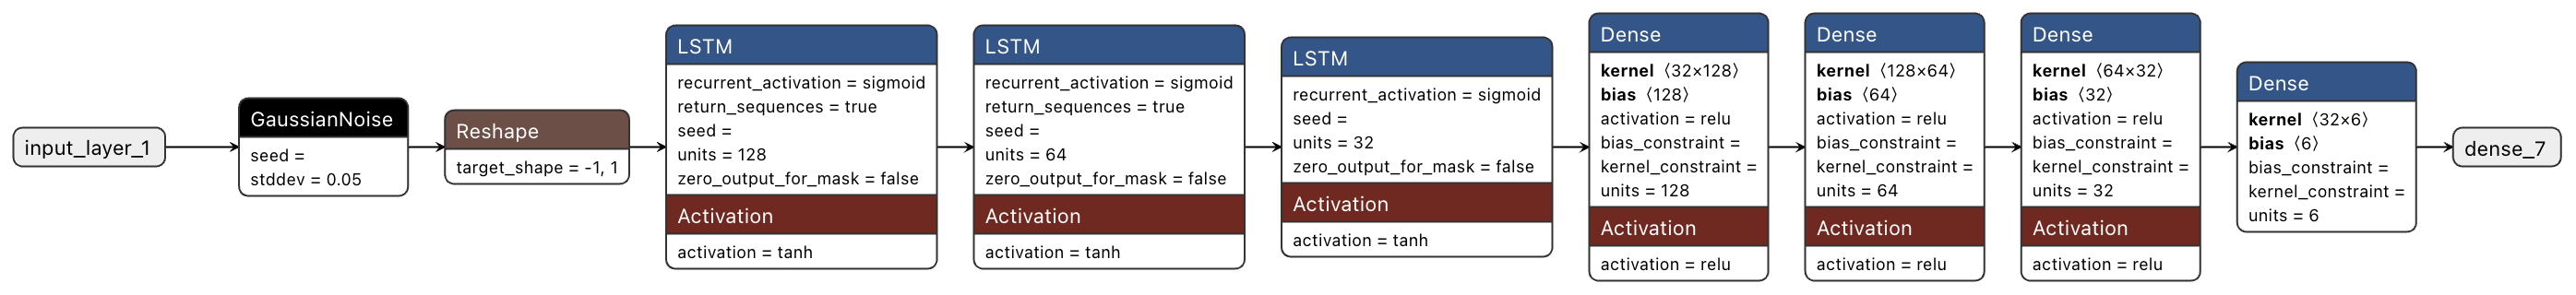 input_layer_1
GaussianNoise
seed =
stddev = 0.05
Reshape
target_shape = -1, 1
LSTM
recurrent_activation = sigmoid
return_sequences = true
seed =
units = 128
zero_output_for_mask = false
Activation
activation = tanh
LSTM
recurrent_activation = sigmoid
return_sequences = true
seed =
units = 64
zero_output_for_mask = false
Activation
activation = tanh
LSTM
recurrent_activation = sigmoid
seed =
units = 32
zero_output_for_mask = false
Activation
activation = tanh
Dense
kernel ⟨32×128⟩
bias ⟨128⟩
activation = relu
bias_constraint =
kernel_constraint =
units = 128
Activation
activation = relu
Dense
kernel ⟨128×64⟩
bias ⟨64⟩
activation = relu
bias_constraint =
kernel_constraint =
units = 64
Activation
activation = relu
Dense
kernel ⟨64×32⟩
bias ⟨32⟩
activation = relu
bias_constraint =
kernel_constraint =
units = 32
Activation
activation = relu
Dense
kernel ⟨32×6⟩
bias ⟨6⟩
bias_constraint =
kernel_constraint =
units = 6
dense_7